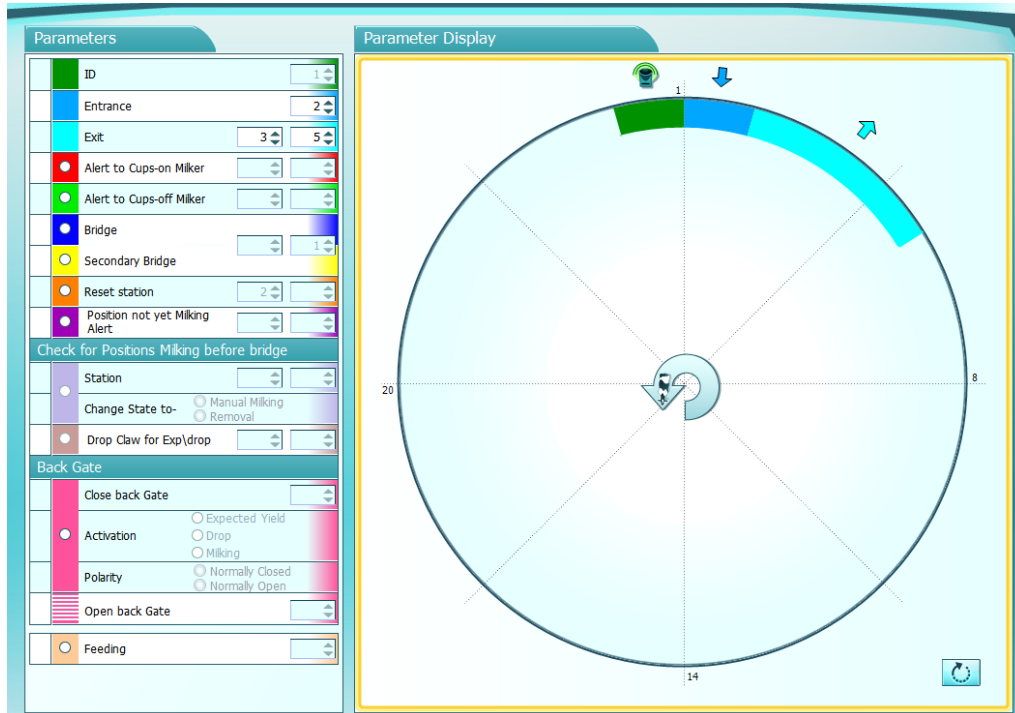 Parameters
Parameter Display
ID 1
Entrance 2
Exit 3 5
Alert to Cups-on Milker
Alert to Cups-off Milker
Bridge
1
Secondary Bridge
Reset station 2
Position not yet Milking
Alert
Check for Positions Milking before bridge
Station
Change State to- Manual Milking
Removal
Drop Claw for Exp\drop
Back Gate
Close back Gate
Expected Yield
Activation Drop
Milking
Polarity Normally Closed
Normally Open
Open back Gate
Feeding
1
8
14
20